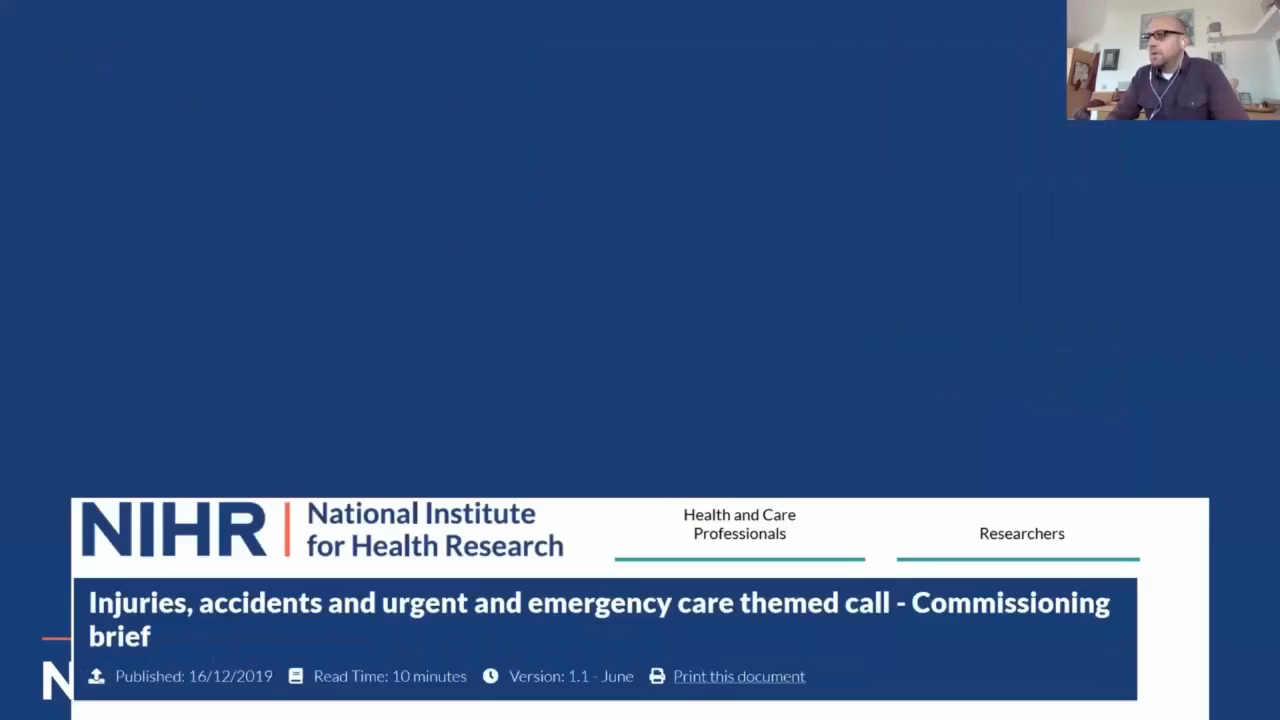 NIHR | National Institute
for Health Research
Health and Care
Professionals
Researchers
Injuries, accidents and urgent and emergency care themed call - Commissioning
brief
Published: 16/12/2019 Read Time: 10 minutes Version: 1.1 - June Print this document
N